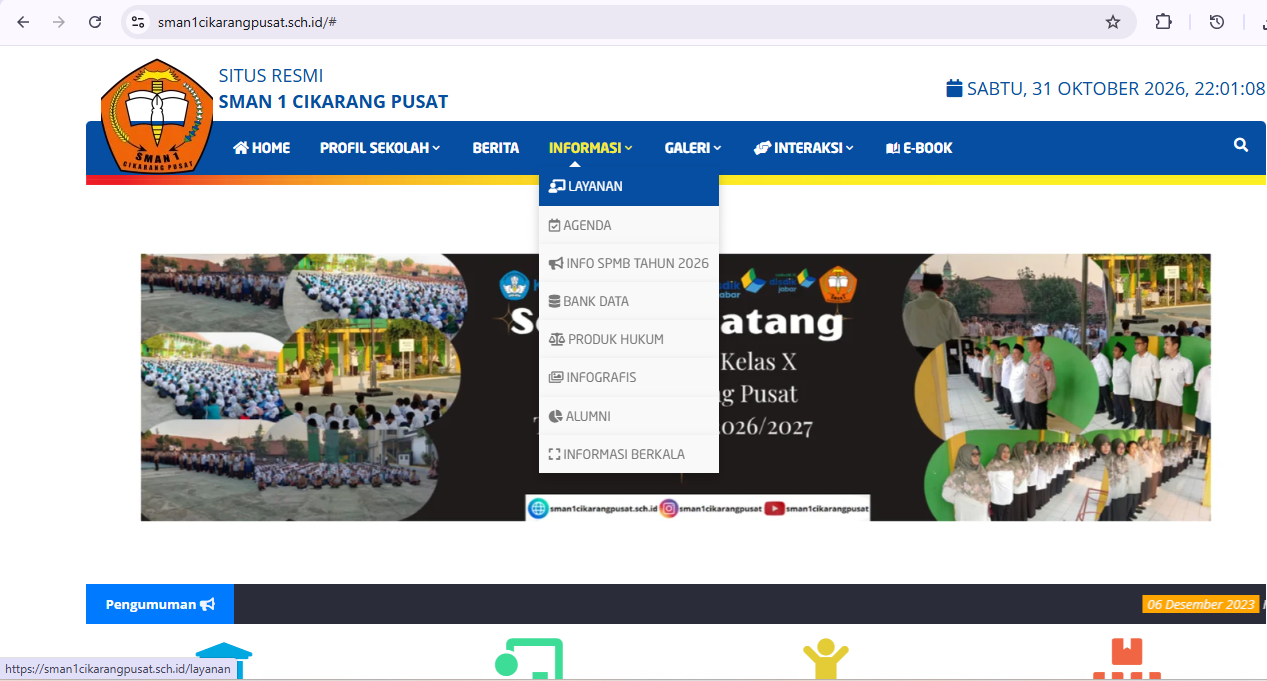 sman1cikarangpusat.sch.id/#
SITUS RESMI
SMAN 1 CIKARANG PUSAT
SABTU, 31 OKTOBER 2026, 22:01:08
SMAN 1
CIKARANG PUSAT
HOME PROFIL SEKOLAH BERITA INFORMASI GALERI INTERAKSI E-BOOK
LAYANAN
AGENDA
INFO SPMB TAHUN 2026
BANK DATA
PRODUK HUKUM
INFOGRAFIS
ALUMNI
INFORMASI BERKALA
atang
Kelas X
Pusat
2026/2027
sman1cikarangpusat.sch.id sman1cikarangpusat sman1cikarangpusat
Pengumuman
06 Desember 2023
https://sman1cikarangpusat.sch.id/layanan